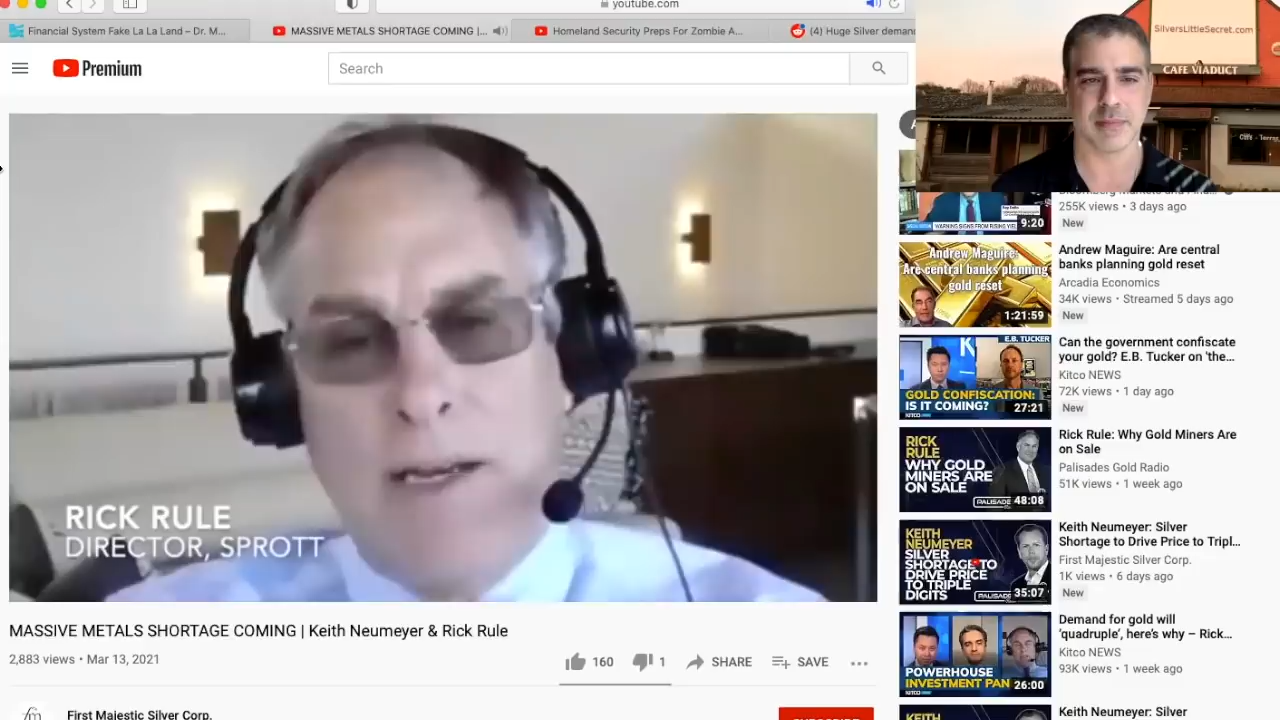 youtube.com
Financial System Fake La La Land – Dr. M...
MASSIVE METALS SHORTAGE COMING |...
Homeland Security Preps For Zombie A...
(4) Huge Silver deman
Premium
Search
SilversLittleSecret.com
CAFE VIADUCT
RICK RULE
DIRECTOR, SPROTT
MASSIVE METALS SHORTAGE COMING | Keith Neumeyer & Rick Rule
2,883 views • Mar 13, 2021
160
1
SHARE
SAVE
First Majestic Silver Corp.
255K views • 3 days ago
New
9:20
Andrew Maguire:
Are central banks planning
gold reset
1:21:59
Andrew Maguire: Are central
banks planning gold reset
Arcadia Economics
34K views • Streamed 5 days ago
New
E.B. TUCKER
GOLD CONFISCATION:
IS IT COMING?
KITCO
27:21
Can the government confiscate
your gold? E.B. Tucker on 'the...
Kitco NEWS
72K views • 1 day ago
New
RICK
RULE
WHY GOLD
MINERS ARE
ON SALE
48:08
Rick Rule: Why Gold Miners Are
on Sale
Palisades Gold Radio
51K views • 1 week ago
KEITH
NEUMEYER
SILVER
SHORTAGE TO
DRIVE PRICE
TO TRIPLE
DIGITS
35:07
Keith Neumeyer: Silver
Shortage to Drive Price to Tripl...
First Majestic Silver Corp.
1K views • 6 days ago
New
POWERHOUSE
INVESTMENT PAN
KITCO
26:00
Demand for gold will
'quadruple', here's why – Rick...
Kitco NEWS
93K views • 1 week ago
KEITH
Keith Neumeyer: Silver